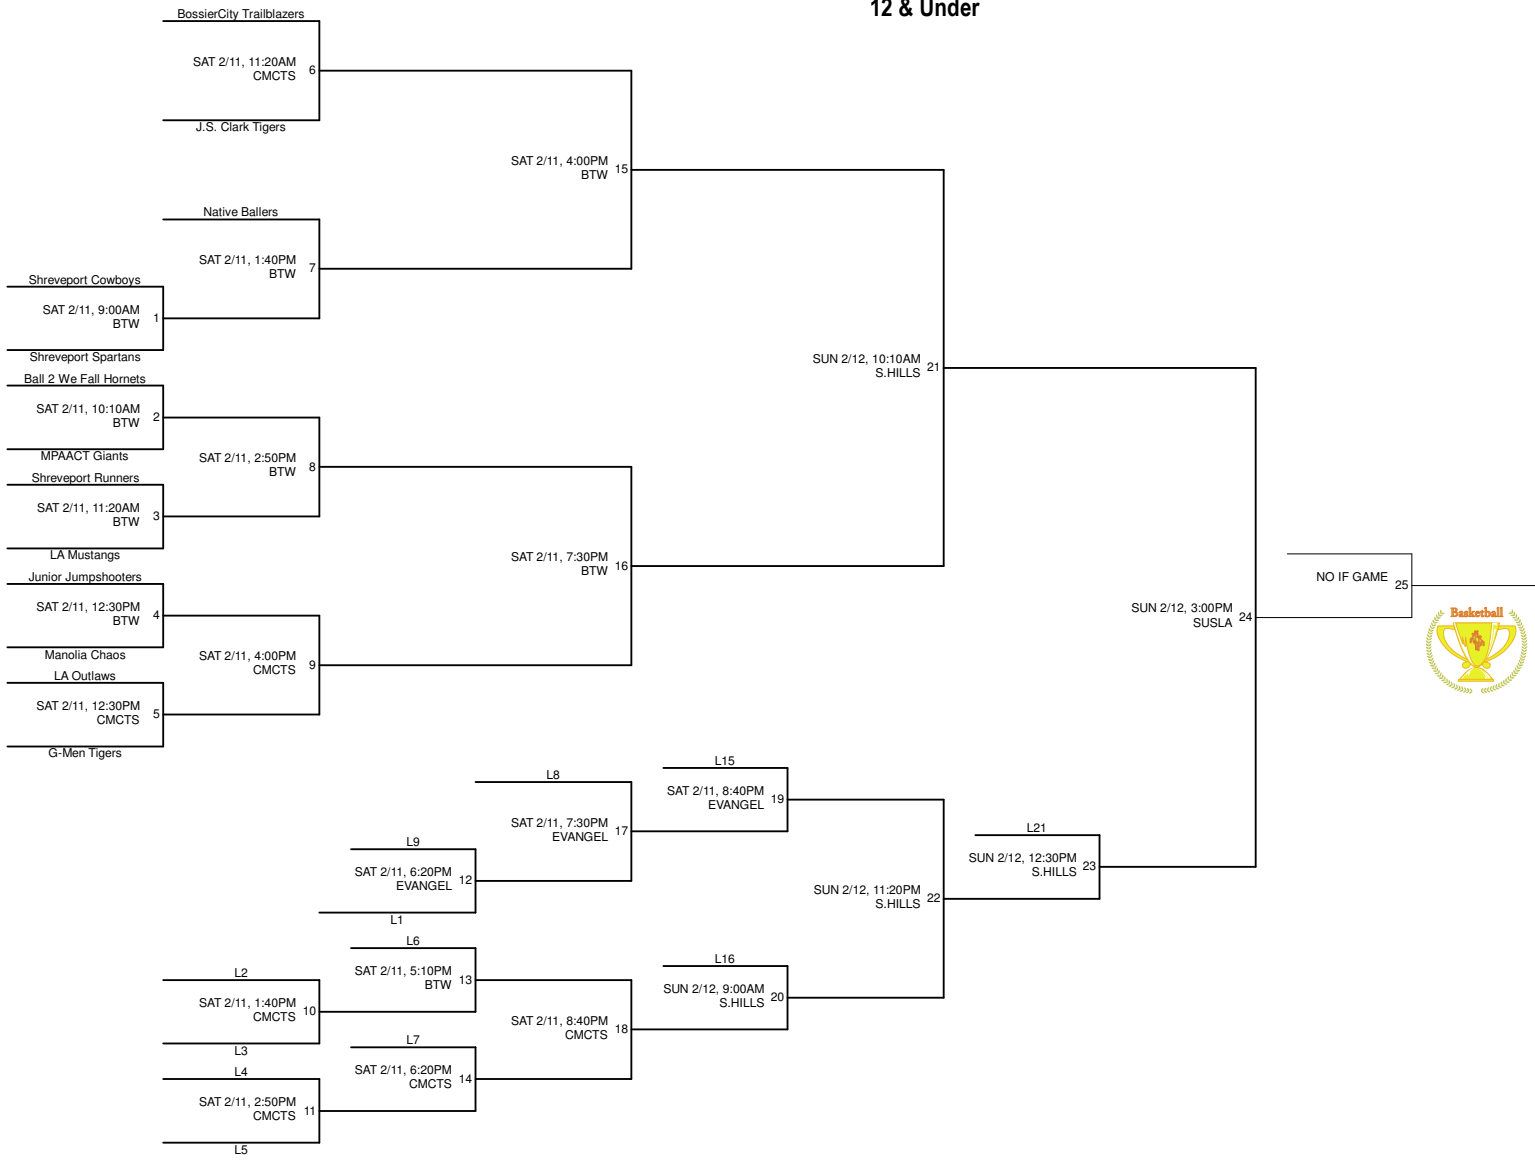 12 & Under
BossierCity Trailblazers
SAT 2/11, 11:20AM
CMCTS
6
J.S. Clark Tigers
SAT 2/11, 4:00PM
BTW
15
Native Ballers
SAT 2/11, 1:40PM
BTW
7
Shreveport Cowboys
SAT 2/11, 9:00AM
BTW
1
Shreveport Spartans
SUN 2/12, 10:10AM
S.HILLS
21
Ball 2 We Fall Hornets
SAT 2/11, 10:10AM
BTW
2
MPAACT Giants
SAT 2/11, 2:50PM
BTW
8
Shreveport Runners
SAT 2/11, 11:20AM
BTW
3
LA Mustangs
SAT 2/11, 7:30PM
BTW
16
Junior Jumpshooters
SAT 2/11, 12:30PM
BTW
4
Manolia Chaos
SAT 2/11, 4:00PM
CMCTS
9
LA Outlaws
SAT 2/11, 12:30PM
CMCTS
5
G-Men Tigers
NO IF GAME
25
SUN 2/12, 3:00PM
SUSLA
24
Basketball
L15
SAT 2/11, 8:40PM
EVANGEL
19
L8
SAT 2/11, 7:30PM
EVANGEL
17
L9
SAT 2/11, 6:20PM
EVANGEL
12
L1
L21
SUN 2/12, 12:30PM
S.HILLS
23
SUN 2/12, 11:20PM
S.HILLS
22
L6
SAT 2/11, 5:10PM
BTW
13
L2
SAT 2/11, 1:40PM
CMCTS
10
L3
L16
SUN 2/12, 9:00AM
S.HILLS
20
SAT 2/11, 8:40PM
CMCTS
18
L7
SAT 2/11, 6:20PM
CMCTS
14
L4
SAT 2/11, 2:50PM
CMCTS
11
L5